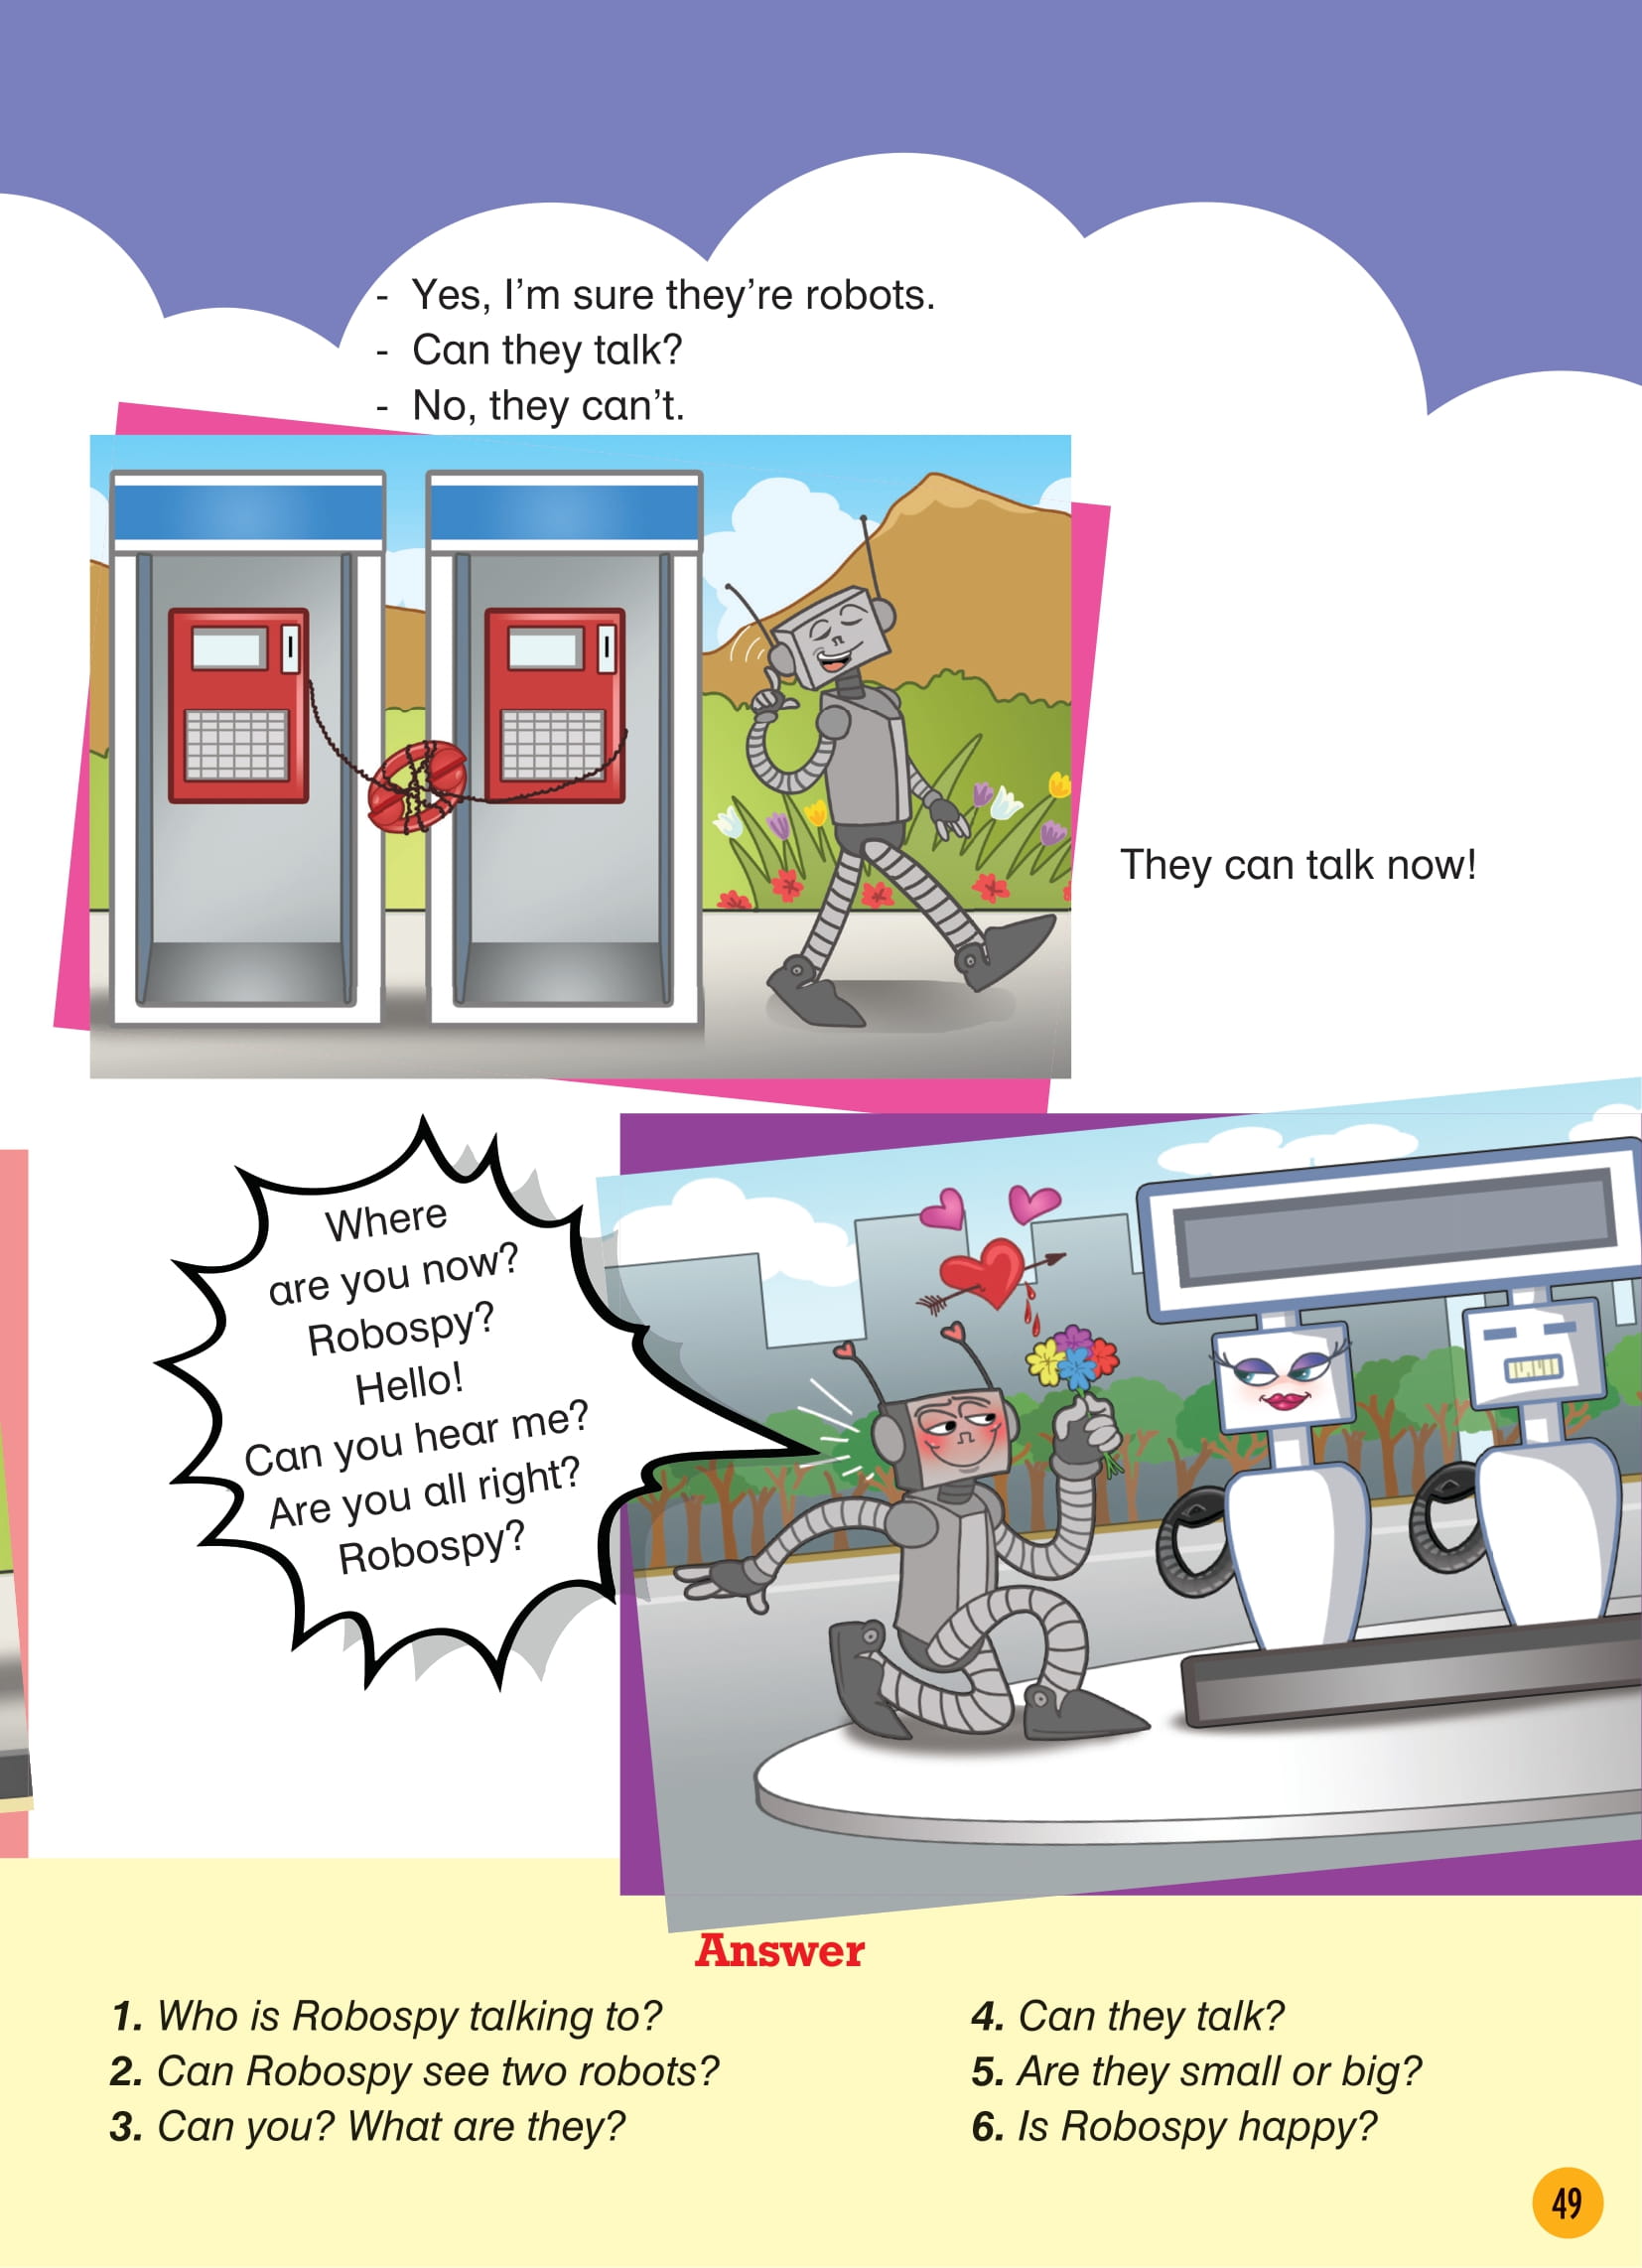 - Yes, I'm sure they're robots.
- Can they talk?
- No, they can't.
They can talk now!
Where
are you now?
Robospy?
Hello!
Can you hear me?
Are you all right?
Robospy?
Answer
1. Who is Robospy talking to?
2. Can Robospy see two robots?
3. Can you? What are they?
4. Can they talk?
5. Are they small or big?
6. Is Robospy happy?
49